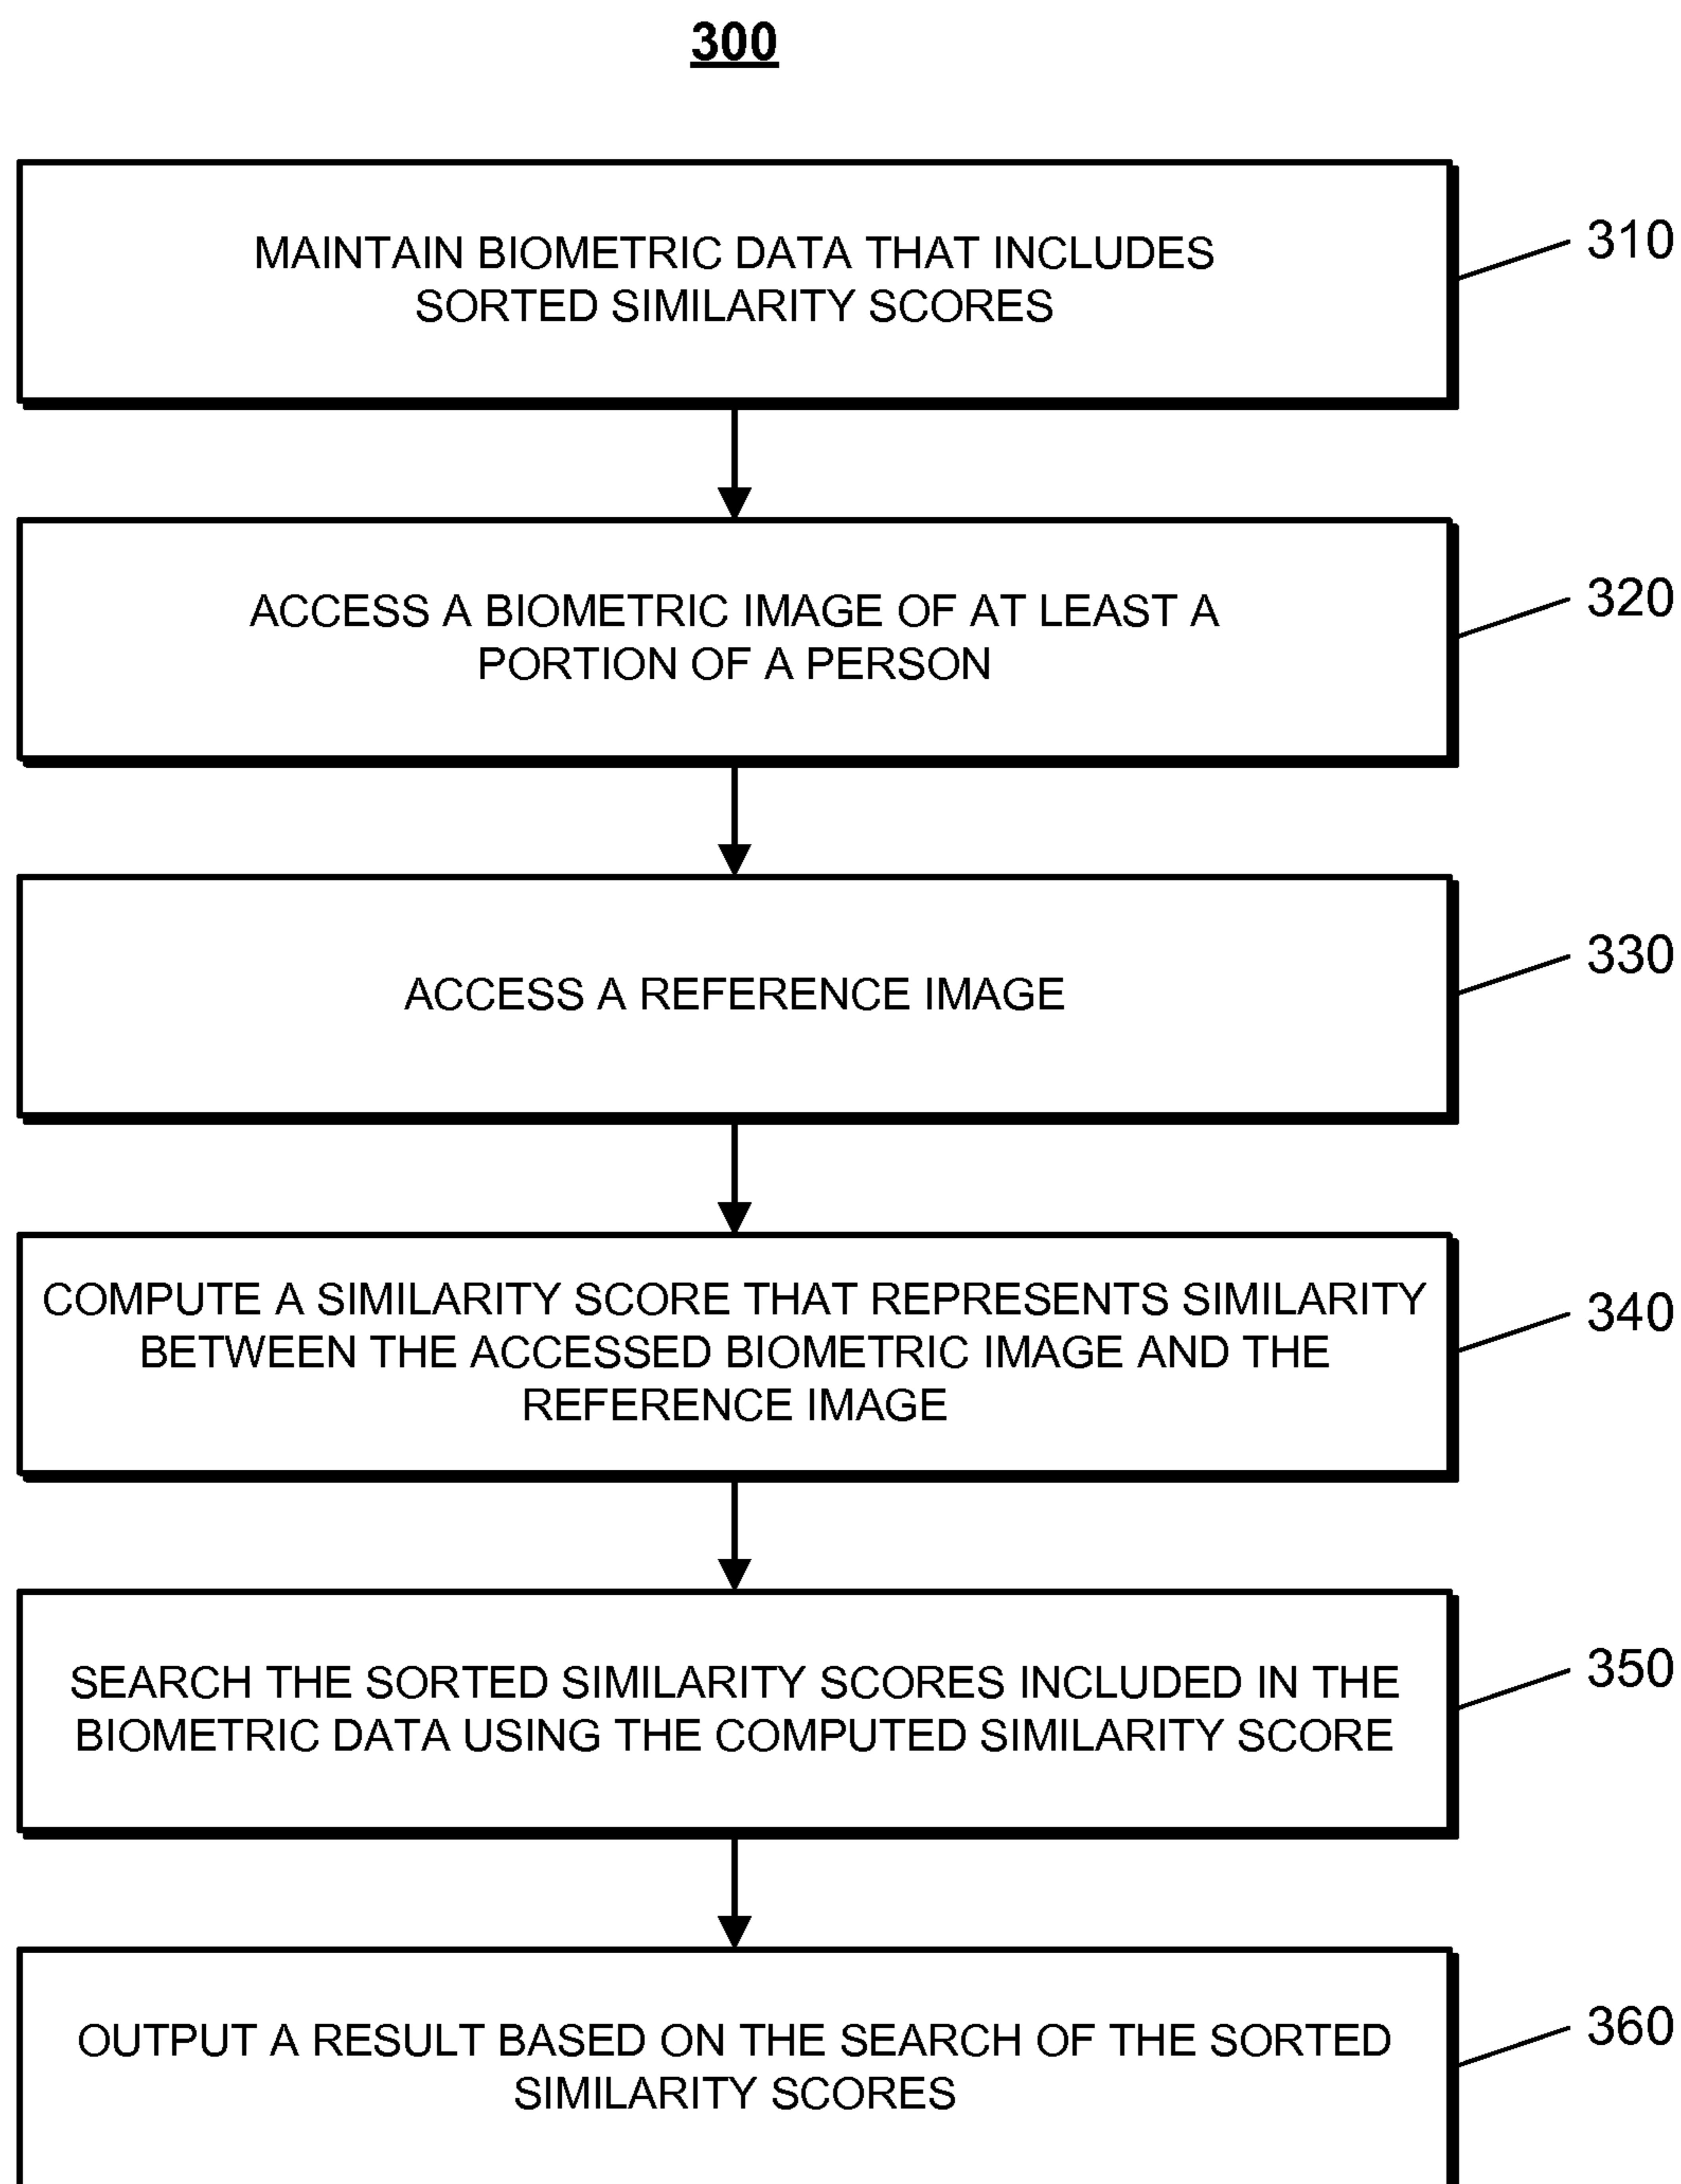 300
MAINTAIN BIOMETRIC DATA THAT INCLUDES
SORTED SIMILARITY SCORES
310
ACCESS A BIOMETRIC IMAGE OF AT LEAST A
PORTION OF A PERSON
320
ACCESS A REFERENCE IMAGE
330
COMPUTE A SIMILARITY SCORE THAT REPRESENTS SIMILARITY
BETWEEN THE ACCESSED BIOMETRIC IMAGE AND THE
REFERENCE IMAGE
340
SEARCH THE SORTED SIMILARITY SCORES INCLUDED IN THE
BIOMETRIC DATA USING THE COMPUTED SIMILARITY SCORE
350
OUTPUT A RESULT BASED ON THE SEARCH OF THE SORTED
SIMILARITY SCORES
360